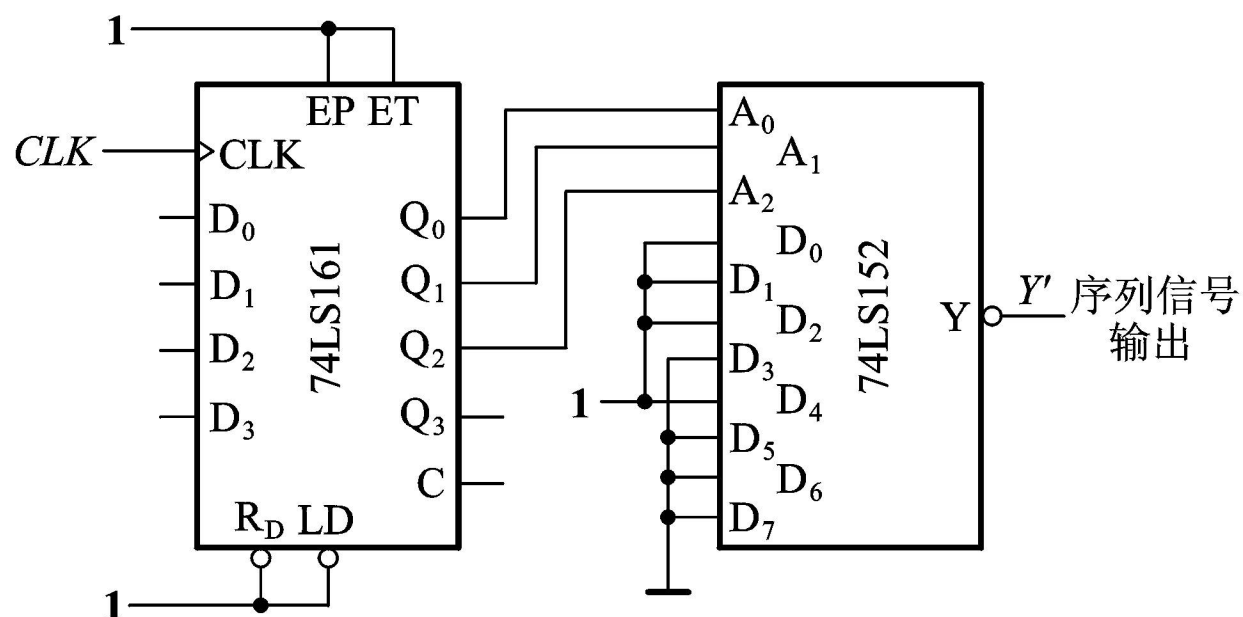 1
EP ET
CLK
CLK
D₀
D₁
D₂
D₃
74LS161
Q₀
Q₁
Q₂
Q₃
C
R_D LD
1
A₀
A₁
A₂
D₀
D₁
D₂
D₃
D₄
D₅
D₆
D₇
1
74LS152
Y
Y′ 序列信号
输出